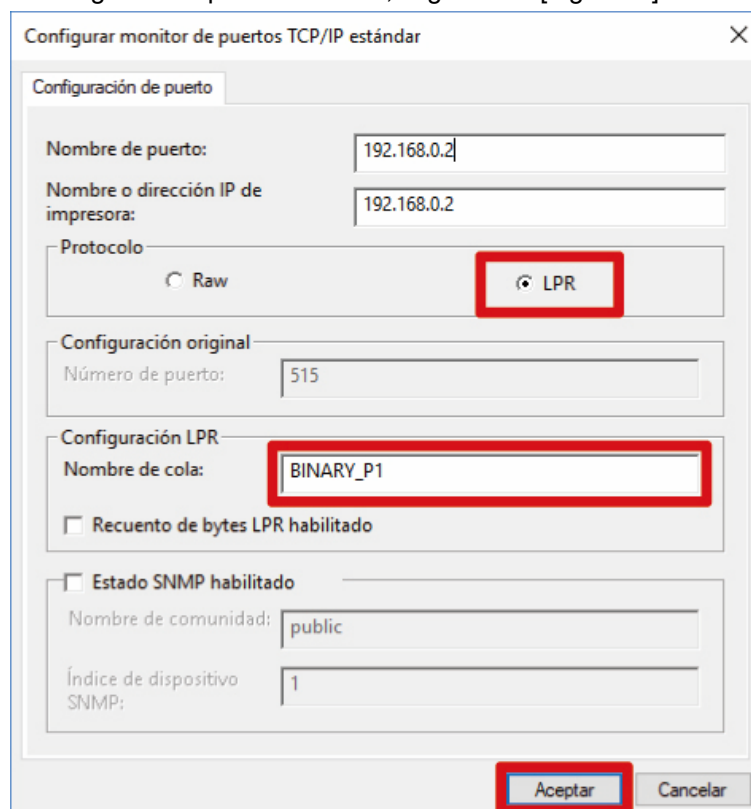 Configurar monitor de puertos TCP/IP estándar
Configuración de puerto
Nombre de puerto: 192.168.0.2
Nombre o dirección IP de
impresora: 192.168.0.2
Protocolo
Raw LPR
Configuración original
Número de puerto: 515
Configuración LPR
Nombre de cola: BINARY_P1
Recuento de bytes LPR habilitado
Estado SNMP habilitado
Nombre de comunidad: public
Índice de dispositivo
SNMP: 1
Aceptar Cancelar